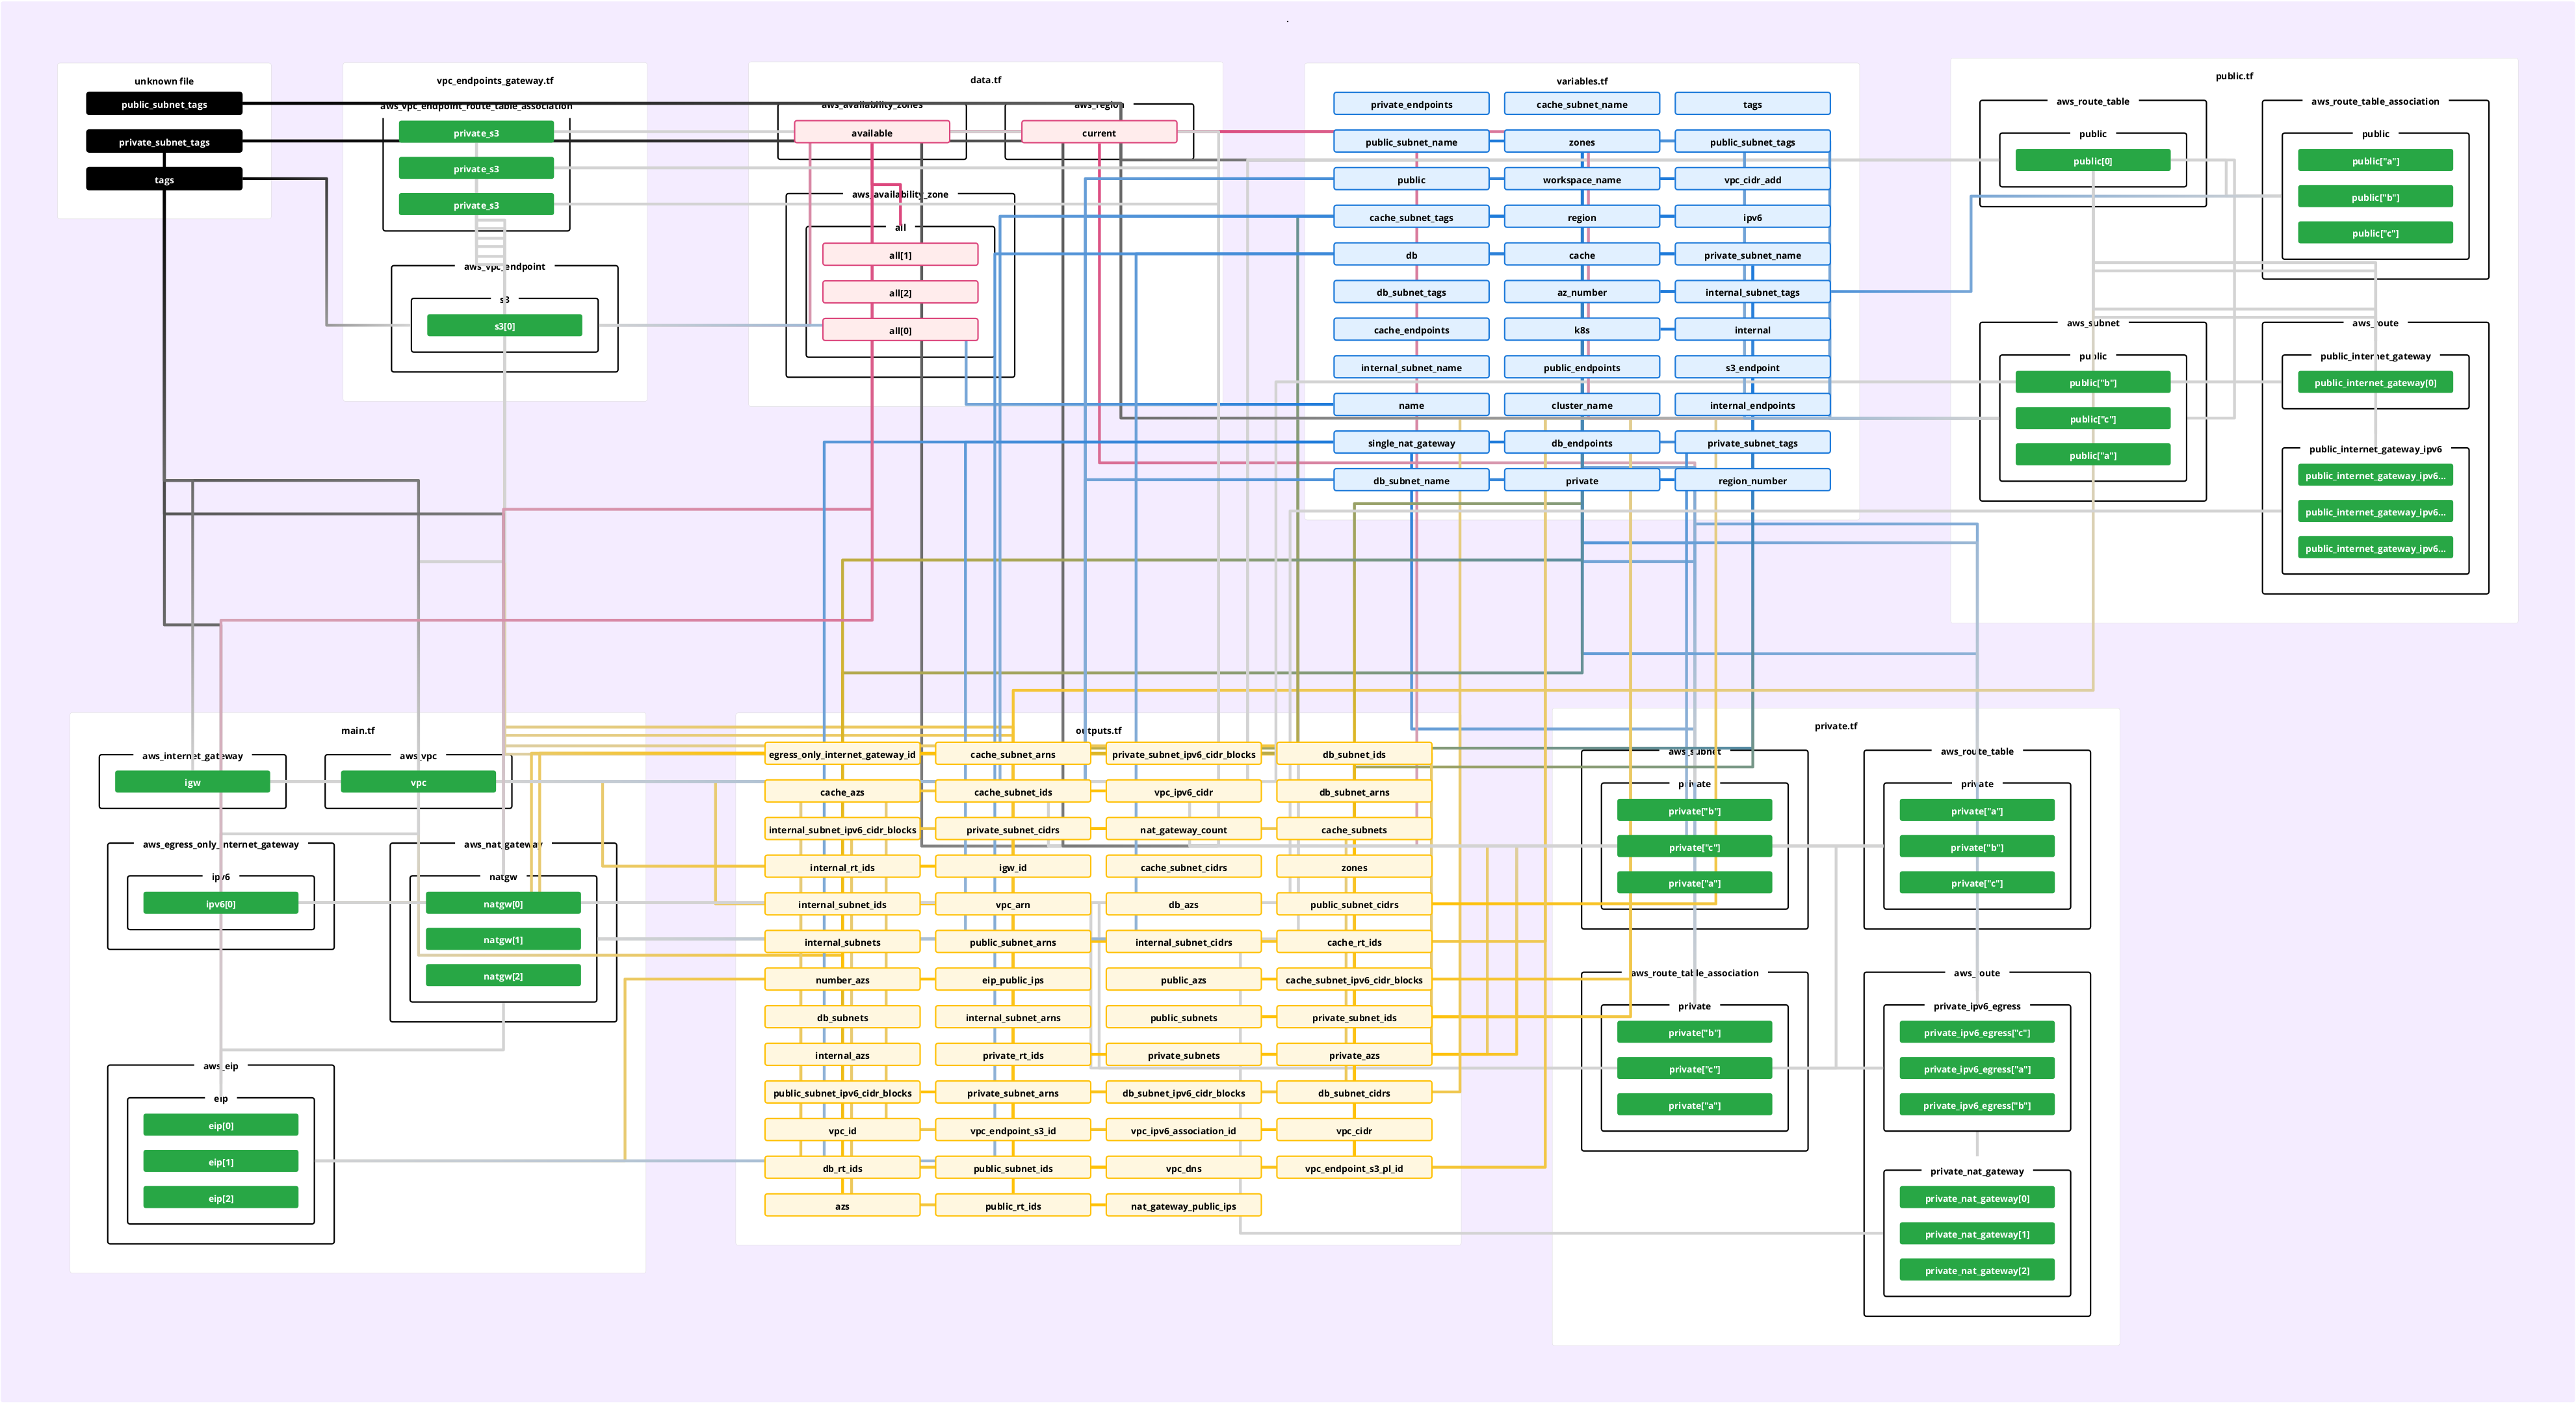 .
unknown file
public_subnet_tags
private_subnet_tags
tags
vpc_endpoints_gateway.tf
aws_vpc_endpoint_route_table_association
private_s3
private_s3
private_s3
aws_vpc_endpoint
s3
s3[0]
data.tf
aws_availability_zones
available
aws_region
current
aws_availability_zone
all
all[1]
all[2]
all[0]
variables.tf
private_endpoints cache_subnet_name tags
public_subnet_name zones public_subnet_tags
public workspace_name vpc_cidr_add
cache_subnet_tags region ipv6
db cache private_subnet_name
db_subnet_tags az_number internal_subnet_tags
cache_endpoints k8s internal
internal_subnet_name public_endpoints s3_endpoint
name cluster_name internal_endpoints
single_nat_gateway db_endpoints private_subnet_tags
db_subnet_name private region_number
public.tf
aws_route_table
public
public[0]
aws_route_table_association
public
public["a"]
public["b"]
public["c"]
aws_subnet
public
public["b"]
public["c"]
public["a"]
aws_route
public_internet_gateway
public_internet_gateway[0]
public_internet_gateway_ipv6
public_internet_gateway_ipv6...
public_internet_gateway_ipv6...
public_internet_gateway_ipv6...
main.tf
aws_internet_gateway
igw
aws_vpc
vpc
aws_egress_only_internet_gateway
ipv6
ipv6[0]
aws_nat_gateway
natgw
natgw[0]
natgw[1]
natgw[2]
aws_eip
eip
eip[0]
eip[1]
eip[2]
outputs.tf
egress_only_internet_gateway_id cache_subnet_arns private_subnet_ipv6_cidr_blocks db_subnet_ids
cache_azs cache_subnet_ids vpc_ipv6_cidr db_subnet_arns
internal_subnet_ipv6_cidr_blocks private_subnet_cidrs nat_gateway_count cache_subnets
internal_rt_ids igw_id cache_subnet_cidrs zones
internal_subnet_ids vpc_arn db_azs public_subnet_cidrs
internal_subnets public_subnet_arns internal_subnet_cidrs cache_rt_ids
number_azs eip_public_ips public_azs cache_subnet_ipv6_cidr_blocks
db_subnets internal_subnet_arns public_subnets private_subnet_ids
internal_azs private_rt_ids private_subnets private_azs
public_subnet_ipv6_cidr_blocks private_subnet_arns db_subnet_ipv6_cidr_blocks db_subnet_cidrs
vpc_id vpc_endpoint_s3_id vpc_ipv6_association_id vpc_cidr
db_rt_ids public_subnet_ids vpc_dns vpc_endpoint_s3_pl_id
azs public_rt_ids nat_gateway_public_ips
private.tf
aws_subnet
private
private["b"]
private["c"]
private["a"]
aws_route_table
private
private["a"]
private["b"]
private["c"]
aws_route_table_association
private
private["b"]
private["c"]
private["a"]
aws_route
private_ipv6_egress
private_ipv6_egress["c"]
private_ipv6_egress["a"]
private_ipv6_egress["b"]
private_nat_gateway
private_nat_gateway[0]
private_nat_gateway[1]
private_nat_gateway[2]